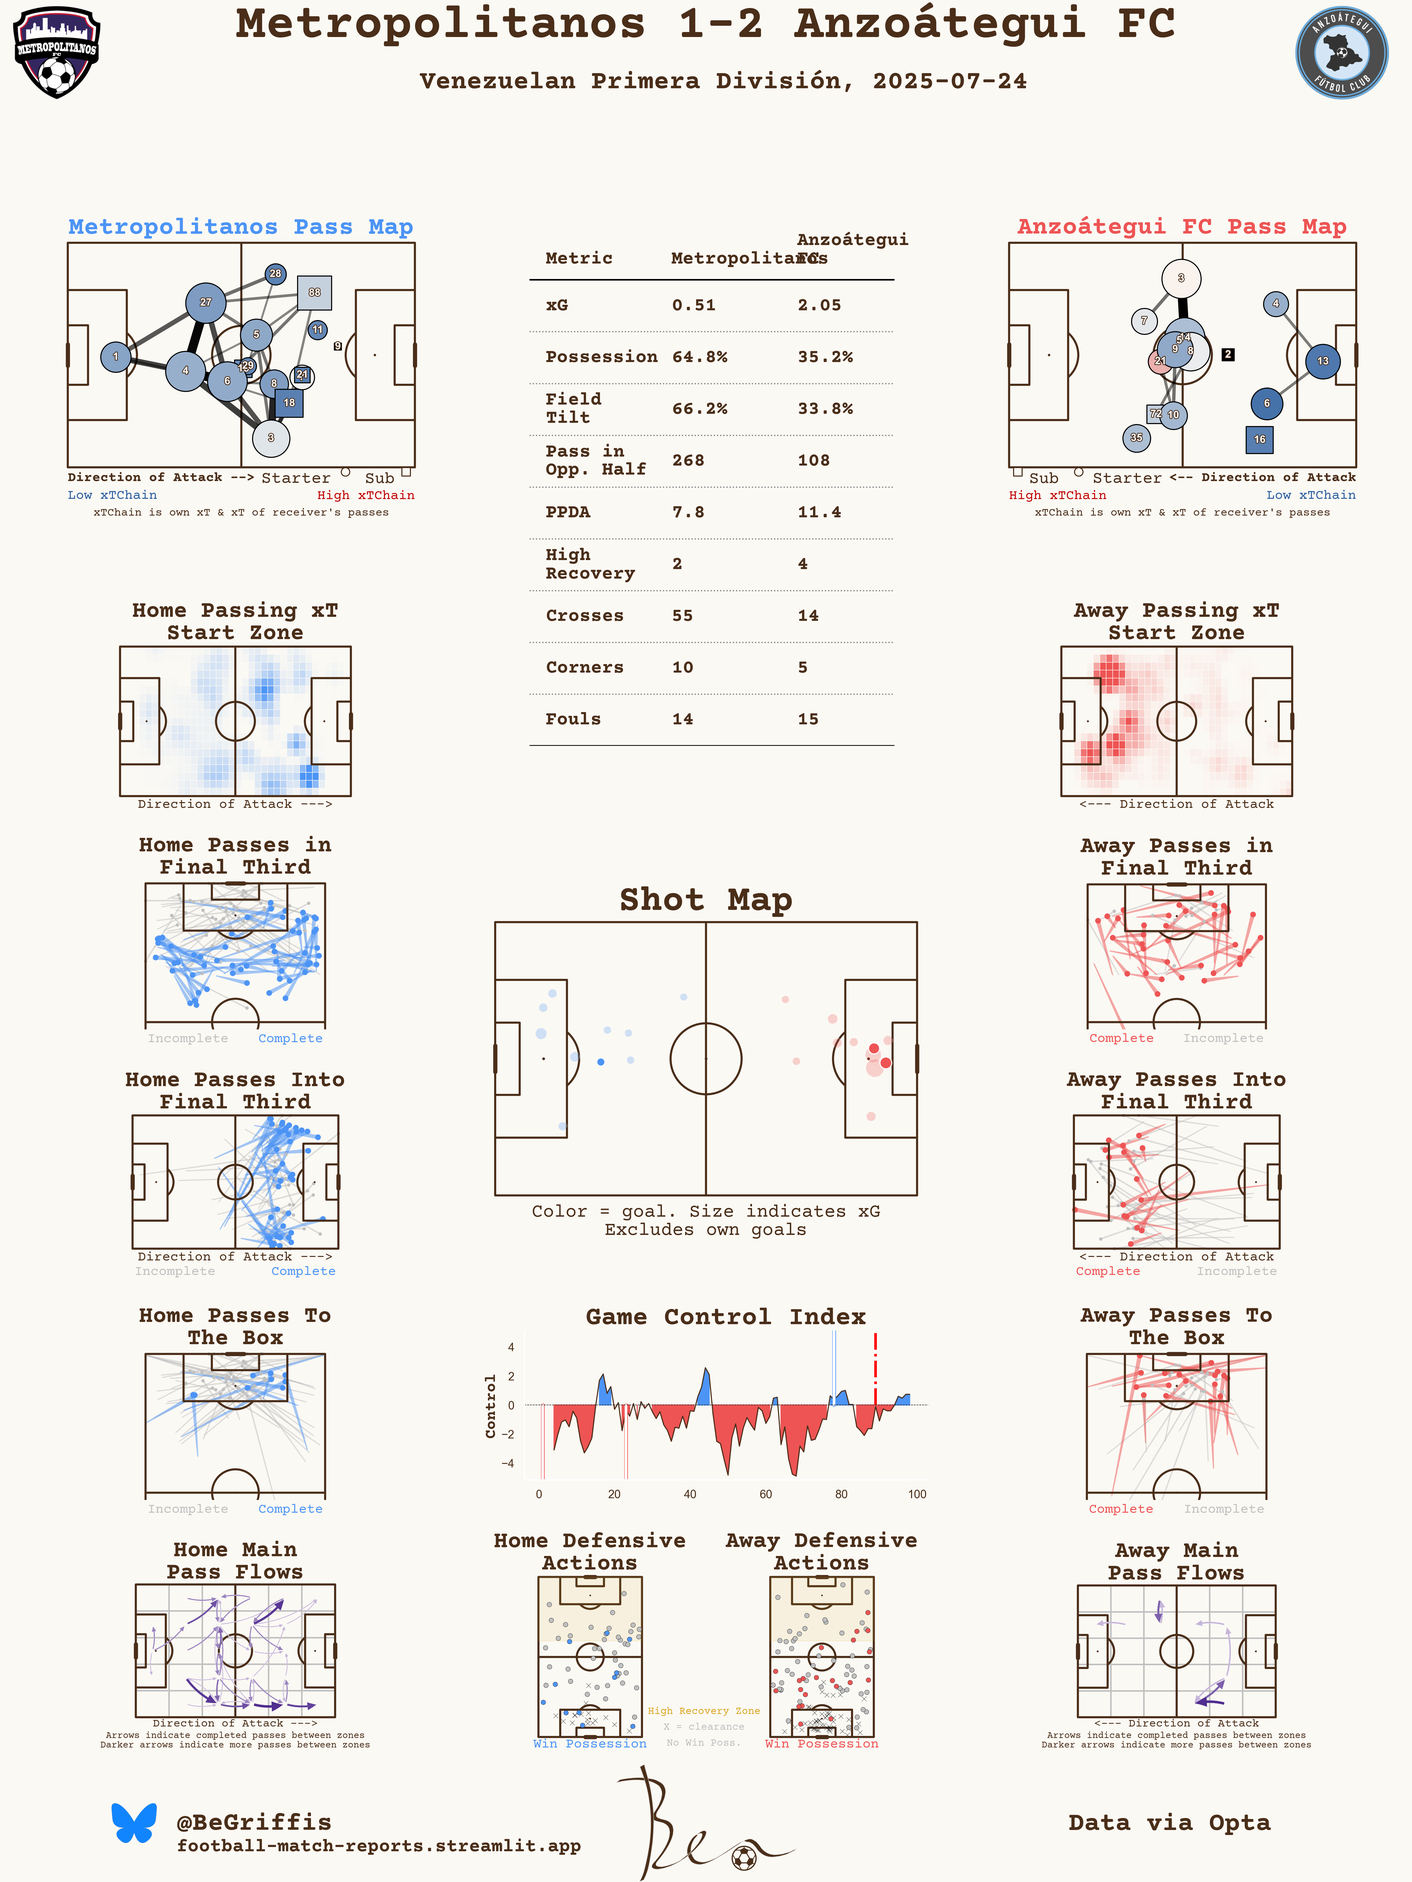 Metropolitanos 1-2 Anzoátegui FC
Venezuelan Primera División, 2025-07-24
METROPOLITANOS
FC
ANZOÁTEGUI
FÚTBOL CLUB
Metropolitanos Pass Map
27
28
88
11
9
5
1
4
6
29
8
21
18
3
Direction of Attack --> Starter Sub
Low xTChain High xTChain
xTChain is own xT & xT of receiver's passes
Metric Metropolitanos Anzoátegui FC
xG 0.51 2.05
Possession 64.8% 35.2%
Field Tilt 66.2% 33.8%
Pass in Opp. Half 268 108
PPDA 7.8 11.4
High Recovery 2 4
Crosses 55 14
Corners 10 5
Fouls 14 15
Anzoátegui FC Pass Map
3
7
4
5
14
9
8
21
2
13
6
72
10
35
16
Sub Starter <-- Direction of Attack
High xTChain Low xTChain
xTChain is own xT & xT of receiver's passes
Home Passing xT
Start Zone
Direction of Attack --->
Away Passing xT
Start Zone
<--- Direction of Attack
Home Passes in
Final Third
Incomplete Complete
Away Passes in
Final Third
Complete Incomplete
Shot Map
Color = goal. Size indicates xG
Excludes own goals
Home Passes Into
Final Third
Direction of Attack --->
Incomplete Complete
Away Passes Into
Final Third
<--- Direction of Attack
Complete Incomplete
Home Passes To
The Box
Incomplete Complete
Game Control Index
Control
4
2
0
−2
−4
0 20 40 60 80 100
Away Passes To
The Box
Complete Incomplete
Home Main
Pass Flows
Direction of Attack --->
Arrows indicate completed passes between zones
Darker arrows indicate more passes between zones
Home Defensive
Actions
Win Possession
High Recovery Zone
X = clearance
No Win Poss.
Away Defensive
Actions
Win Possession
Away Main
Pass Flows
<--- Direction of Attack
Arrows indicate completed passes between zones
Darker arrows indicate more passes between zones
@BeGriffis
football-match-reports.streamlit.app
Ben
Data via Opta